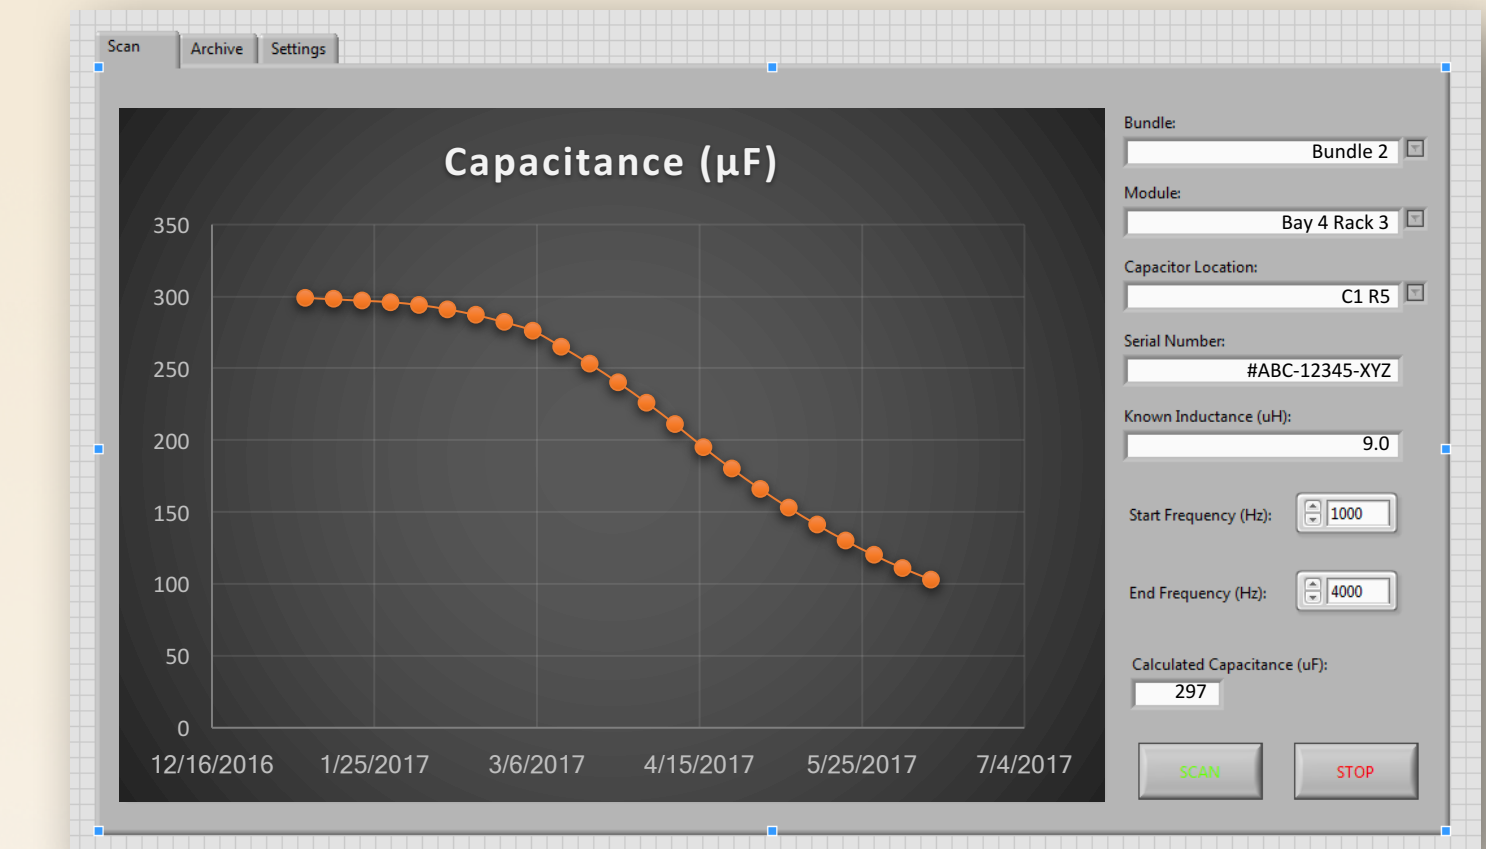 Scan
Archive
Settings
Capacitance (µF)
350
300
250
200
150
100
50
0
12/16/2016
1/25/2017
3/6/2017
4/15/2017
5/25/2017
7/4/2017
Bundle:
Bundle 2
Module:
Bay 4 Rack 3
Capacitor Location:
C1 R5
Serial Number:
#ABC-12345-XYZ
Known Inductance (uH):
9.0
Start Frequency (Hz):
1000
End Frequency (Hz):
4000
Calculated Capacitance (uF):
297
SCAN
STOP